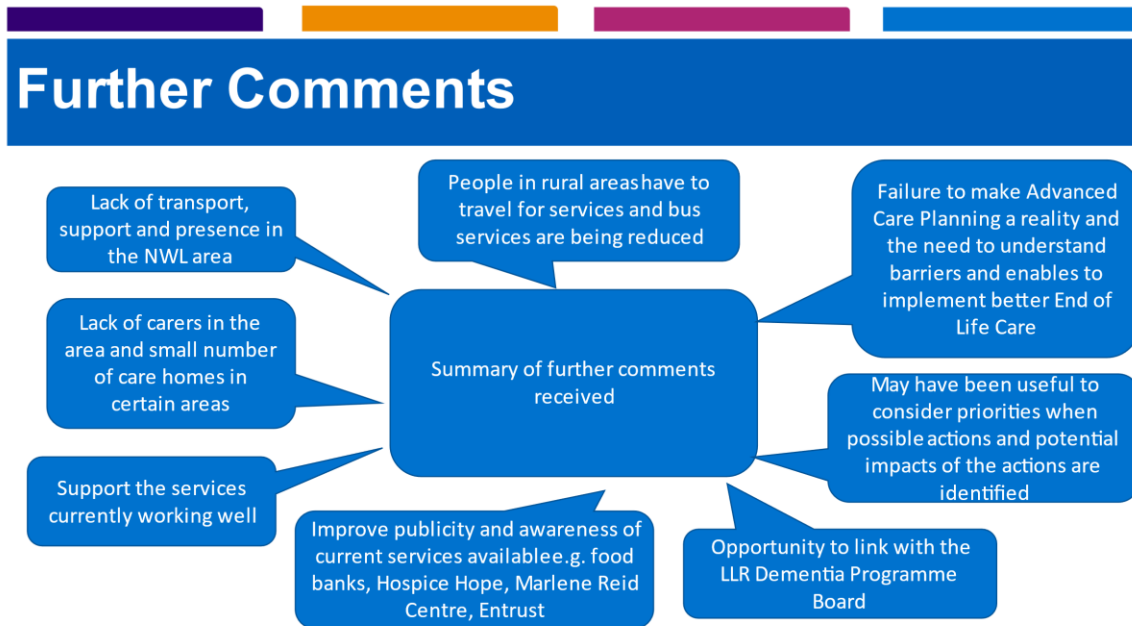 Further Comments
Lack of transport,
support and presence in
the NWL area
People in rural areas have to
travel for services and bus
services are being reduced
Failure to make Advanced
Care Planning a reality and
the need to understand
barriers and enables to
implement better End of
Life Care
Lack of carers in the
area and small number
of care homes in
certain areas
Summary of further comments
received
May have been useful to
consider priorities when
possible actions and potential
impacts of the actions are
identified
Support the services
currently working well
Improve publicity and awareness of
current services availablee.g. food
banks, Hospice Hope, Marlene Reid
Centre, Entrust
Opportunity to link with the
LLR Dementia Programme
Board